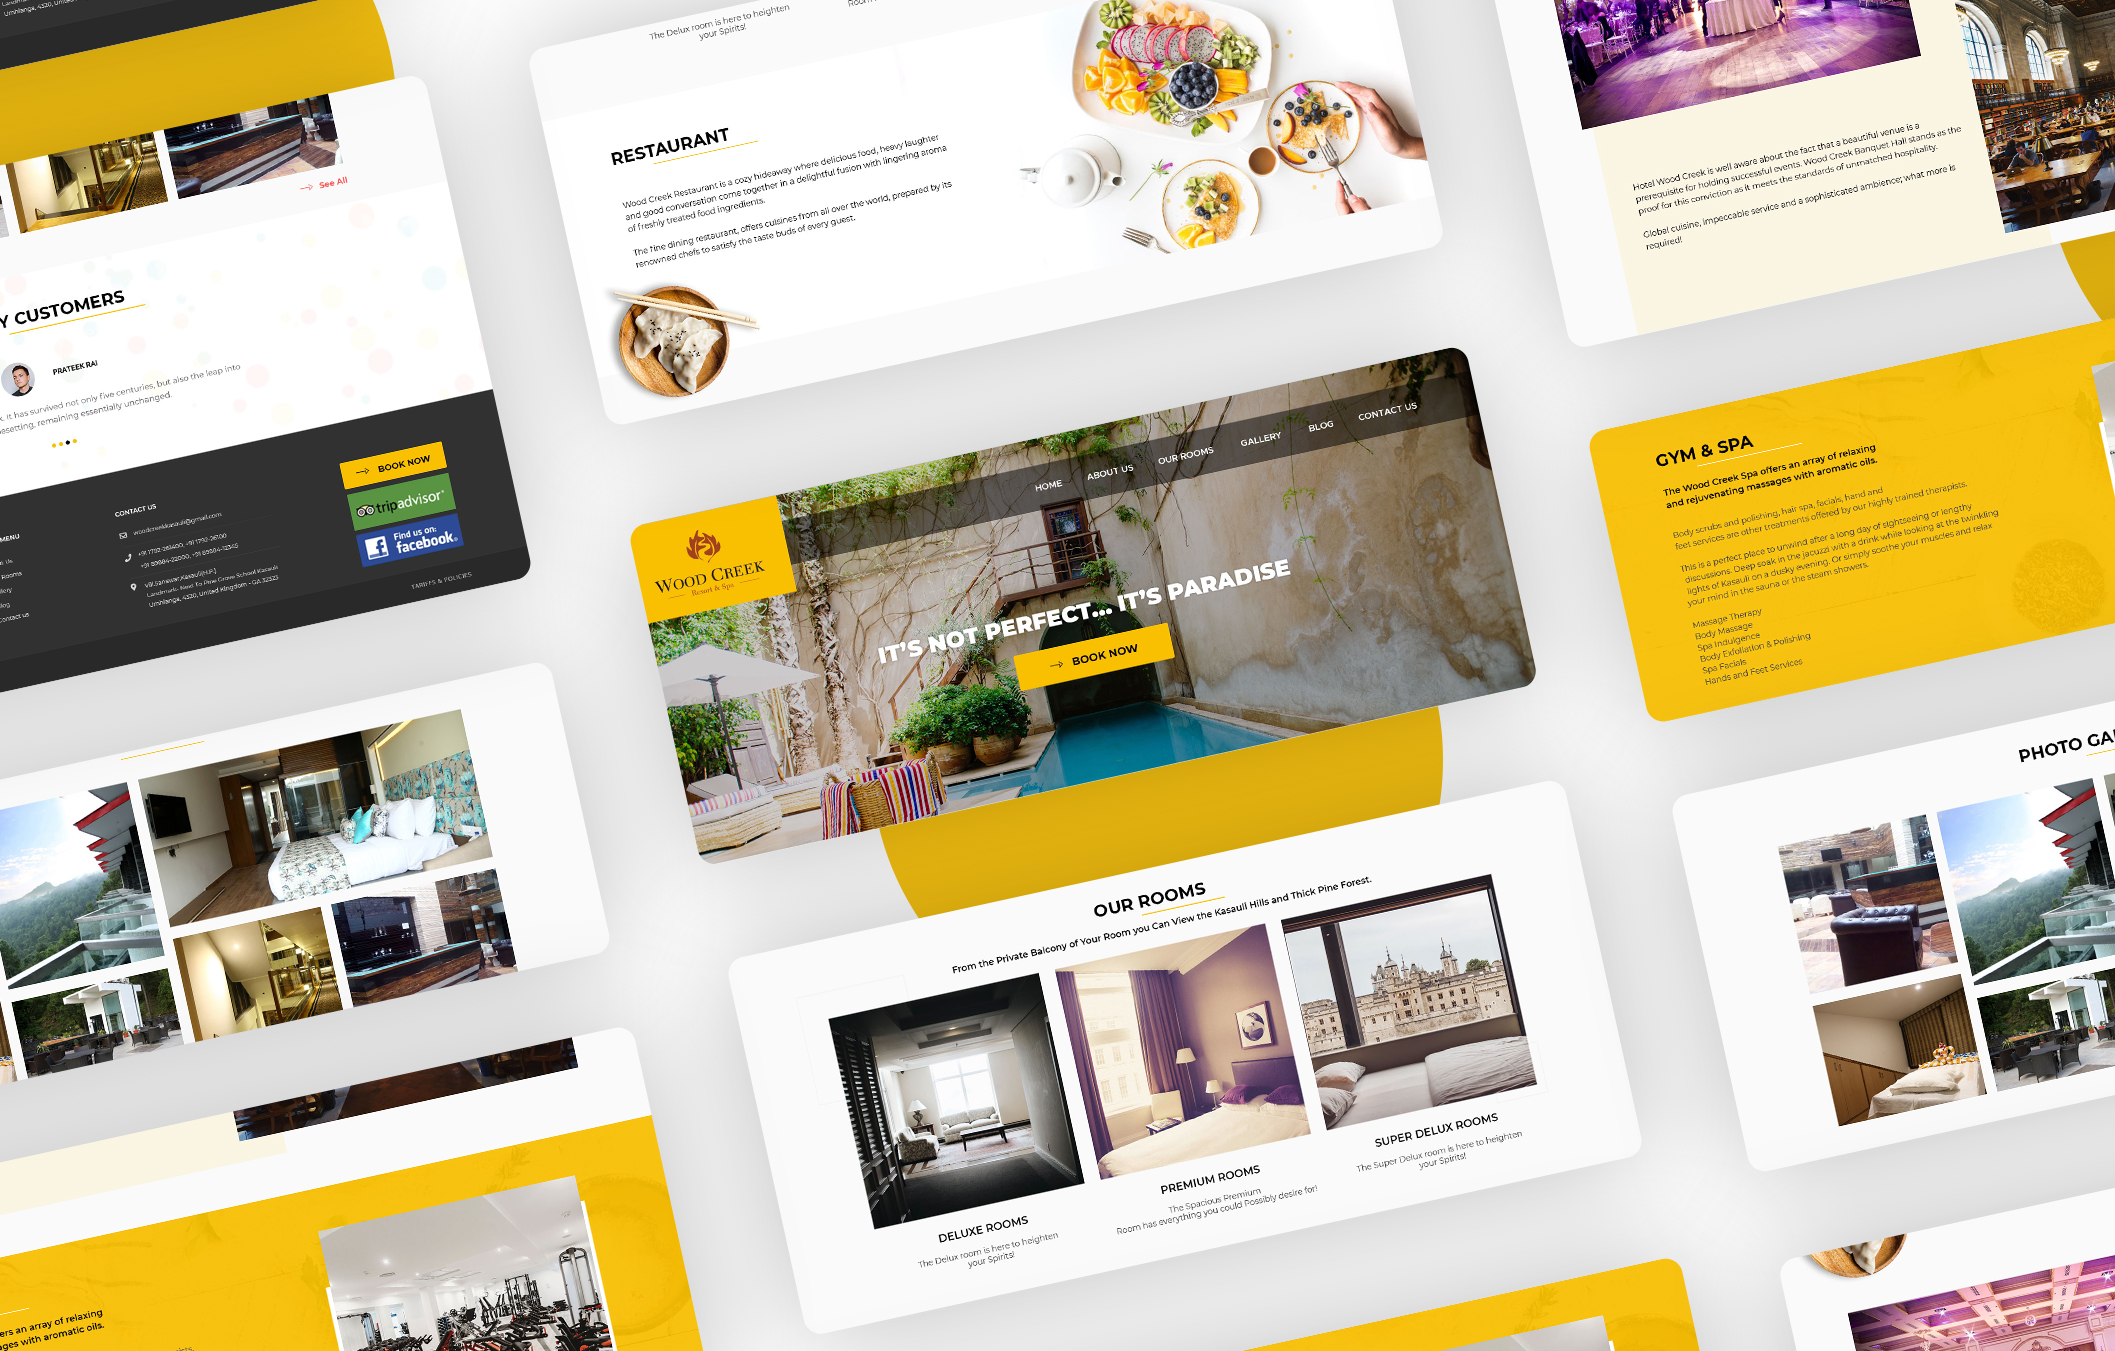 Umhlanga, 4320, United
See All
Y CUSTOMERS
PRATEEK RAI
k. It has survived not only five centuries, but also the leap into
esetting, remaining essentially unchanged.
BOOK NOW
tripadvisor
Find us on:
facebook
MENU
Rooms
Contact us
CONTACT US
woodcreekkasauli@gmail.com
Landmark- Next To Pine Grove School Kasauli
Umhlanga, 4320, United Kingdom - GA 32323
TARIFFS & POLICIES
The Delux room is here to heighten
your Spirits!
RESTAURANT
Wood Creek Restaurant is a cozy hideaway where delicious food, heavy laughter
and good conversation come together in a delightful fusion with lingering aroma
of freshly treated food ingredients.
The fine dining restaurant, offers cuisines from all over the world, prepared by its
renowned chefs to satisfy the taste buds of every guest.
Hotel Wood Creek is well aware about the fact that a beautiful venue is a
prerequisite for holding successful events. Wood Creek Banquet Hall stands as the
proof for this conviction as it meets the standards of unmatched hospitality.
Global cuisine, impeccable service and a sophisticated ambience; what more is
required!
WOOD CREEK
Resort & Spa
HOME
ABOUT US
OUR ROOMS
GALLERY
BLOG
CONTACT US
IT'S NOT PERFECT... IT'S PARADISE
BOOK NOW
GYM & SPA
The Wood Creek Spa offers an array of relaxing
and rejuvenating massages with aromatic oils.
Body scrubs and polishing, hair spa, facials, hand and
feet services are other treatments offered by our highly trained therapists.
This is a perfect place to unwind after a long day of sightseeing or lengthy
discussions. Deep soak in the jacuzzi with a drink while looking at the twinkling
lights of Kasauli on a dusky evening. Or simply soothe your muscles and relax
your mind in the sauna or the steam showers.
Massage Therapy
Body Massage
Spa Indulgence
Body Exfoliation & Polishing
Spa Facials
Hands and Feet Services
OUR ROOMS
From the Private Balcony of Your Room you Can View the Kasauli Hills and Thick Pine Forest.
DELUXE ROOMS
The Delux room is here to heighten
your Spirits!
PREMIUM ROOMS
The Spacious Premium
Room has everything you could Possibly desire for!
SUPER DELUX ROOMS
The Super Delux room is here to heighten
your Spirits!
PHOTO GA
ers an array of relaxing
ages with aromatic oils.